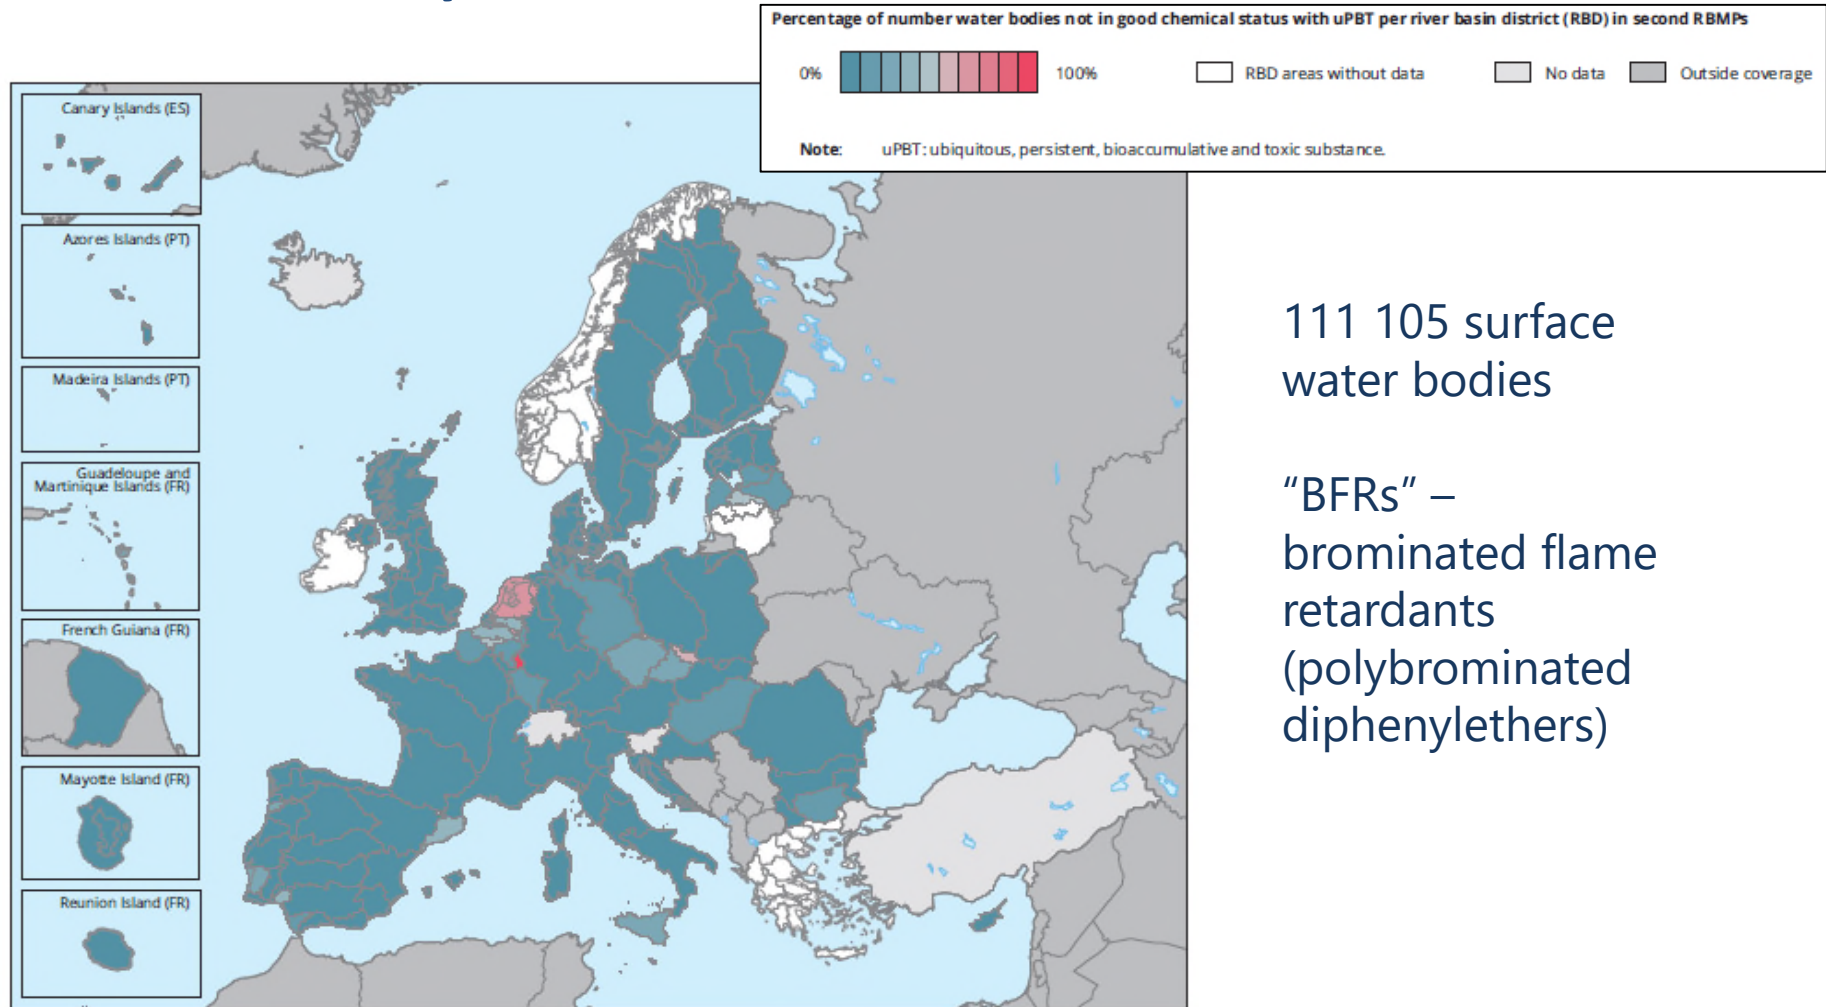 Percentage of number water bodies not in good chemical status with uPBT per river basin district (RBD) in second RBMPs
0%
100%
RBD areas without data
No data
Outside coverage
Note: uPBT: ubiquitous, persistent, bioaccumulative and toxic substance.
Canary Islands (ES)
Azores Islands (PT)
Madeira Islands (PT)
Guadeloupe and
Martinique Islands (FR)
French Guiana (FR)
Mayotte Island (FR)
Reunion Island (FR)
111 105 surface
water bodies
“BFRs” –
brominated flame
retardants
(polybrominated
diphenylethers)